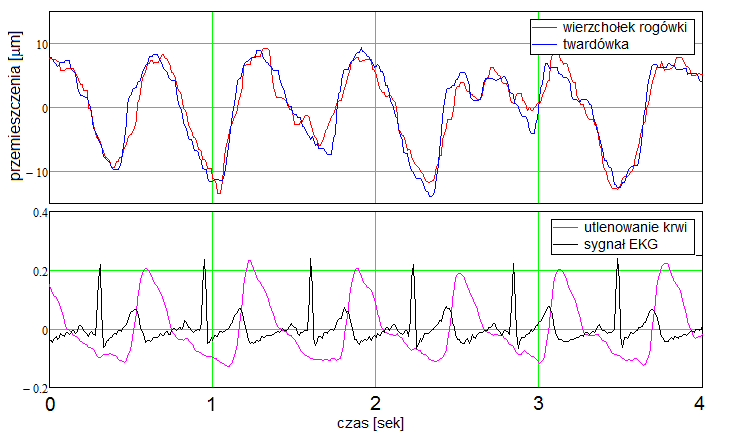 przemieszczenia [µm]
10
0
– 10
wierzchołek rogówki
twardówka
0.4
0.2
0
– 0.2
utlenowanie krwi
sygnał EKG
0 1 2 3 4
czas [sek]